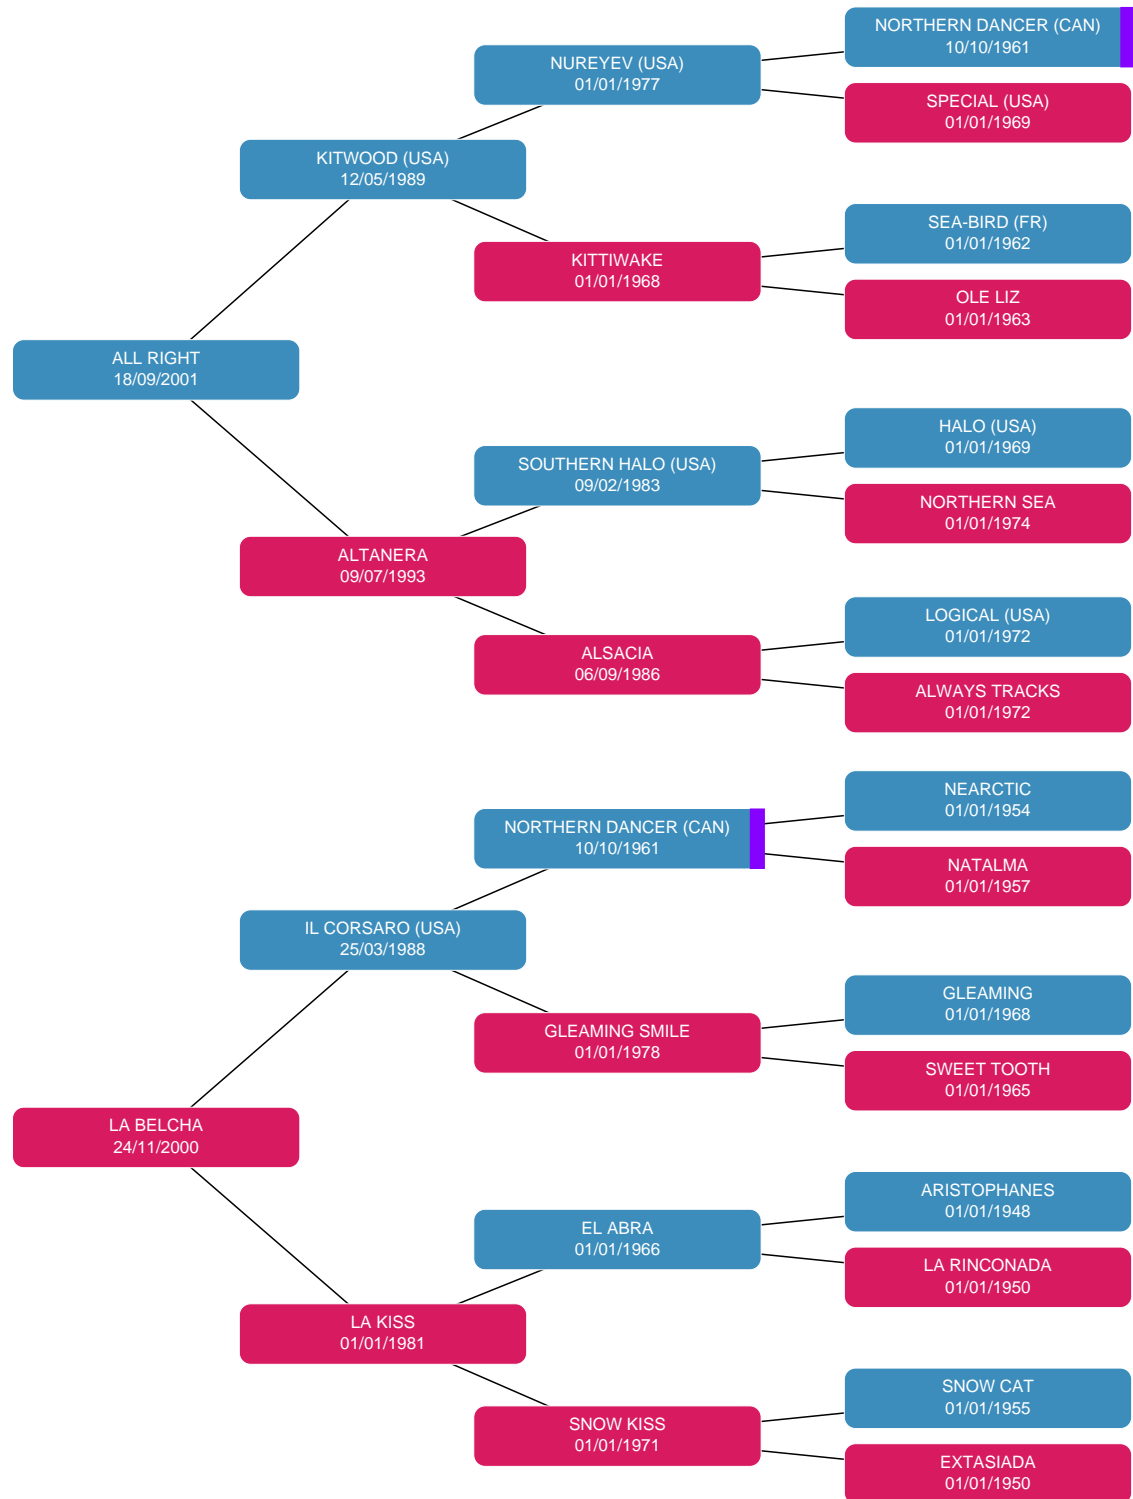 NORTHERN DANCER (CAN)
10/10/1961
NUREYEV (USA)
01/01/1977
SPECIAL (USA)
01/01/1969
KITWOOD (USA)
12/05/1989
SEA-BIRD (FR)
01/01/1962
KITTIWAKE
01/01/1968
OLE LIZ
01/01/1963
ALL RIGHT
18/09/2001
HALO (USA)
01/01/1969
SOUTHERN HALO (USA)
09/02/1983
NORTHERN SEA
01/01/1974
ALTANERA
09/07/1993
LOGICAL (USA)
01/01/1972
ALSACIA
06/09/1986
ALWAYS TRACKS
01/01/1972
NEARCTIC
01/01/1954
NORTHERN DANCER (CAN)
10/10/1961
NATALMA
01/01/1957
IL CORSARO (USA)
25/03/1988
GLEAMING
01/01/1968
GLEAMING SMILE
01/01/1978
SWEET TOOTH
01/01/1965
LA BELCHA
24/11/2000
ARISTOPHANES
01/01/1948
EL ABRA
01/01/1966
LA RINCONADA
01/01/1950
LA KISS
01/01/1981
SNOW CAT
01/01/1955
SNOW KISS
01/01/1971
EXTASIADA
01/01/1950